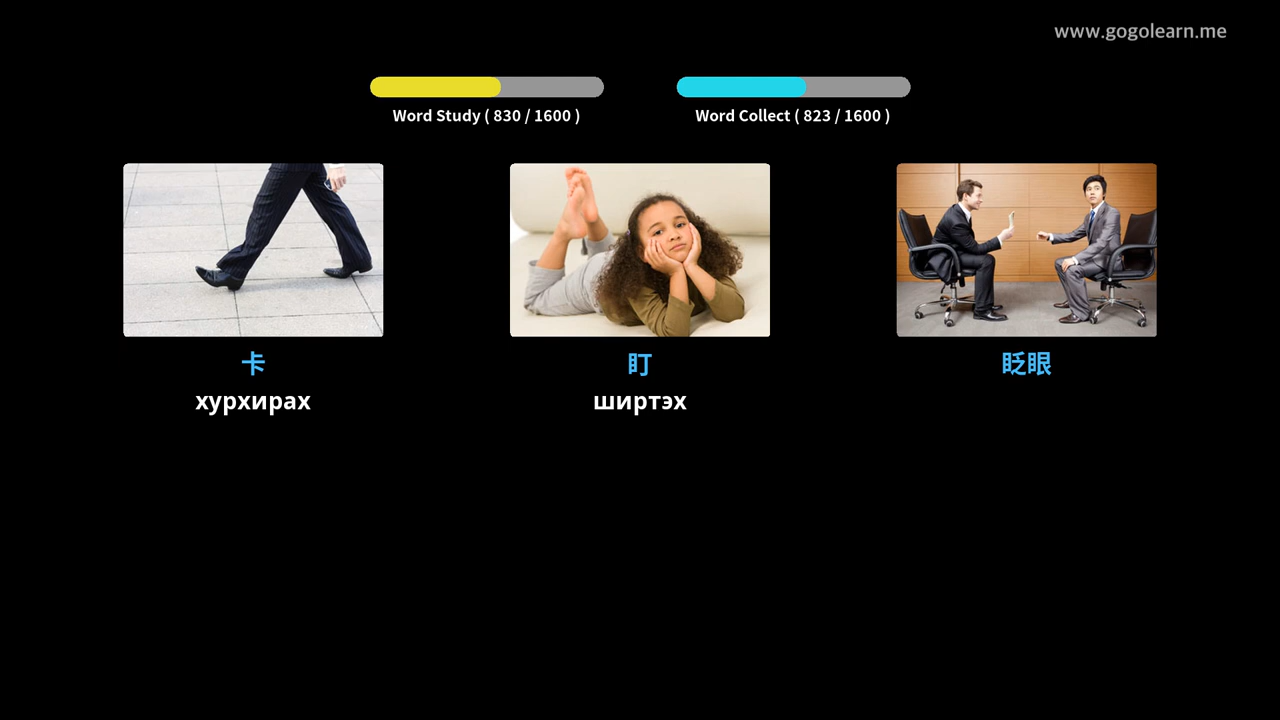 www.gogolearn.me
Word Study ( 830 / 1600 )
Word Collect ( 823 / 1600 )
卡
хурхирах
盯
ширтэх
眨眼